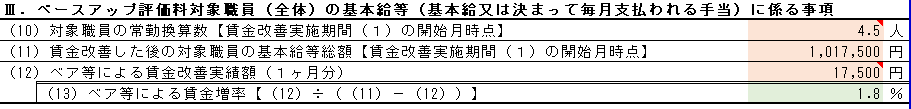 Ⅲ．ベースアップ評価料対象職員（全体）の基本給等（基本給又は決まって毎月支払われる手当）に係る事項
（10）対象職員の常勤換算数【賃金改善実施期間（１）の開始月時点】 4.5 人
（11）賃金改善した後の対象職員の基本給等総額【賃金改善実施期間（１）の開始月時点】 1,017,500 円
（12）ベア等による賃金改善実績額（１ヶ月分） 17,500 円
（13）ベア等による賃金増率【（12）÷（（11）－（12））】 1.8 ％